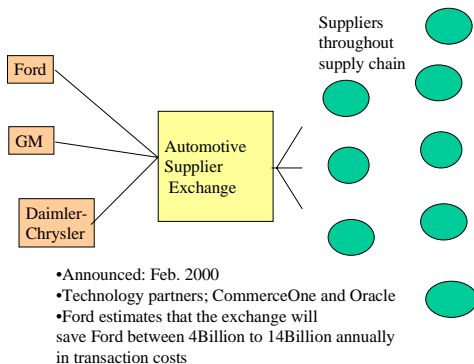 Suppliers
throughout
supply chain
Ford
GM
Daimler-
Chrysler
Automotive
Supplier
Exchange
•Announced: Feb. 2000
•Technology partners; CommerceOne and Oracle
•Ford estimates that the exchange will
save Ford between 4Billion to 14Billion annually
in transaction costs